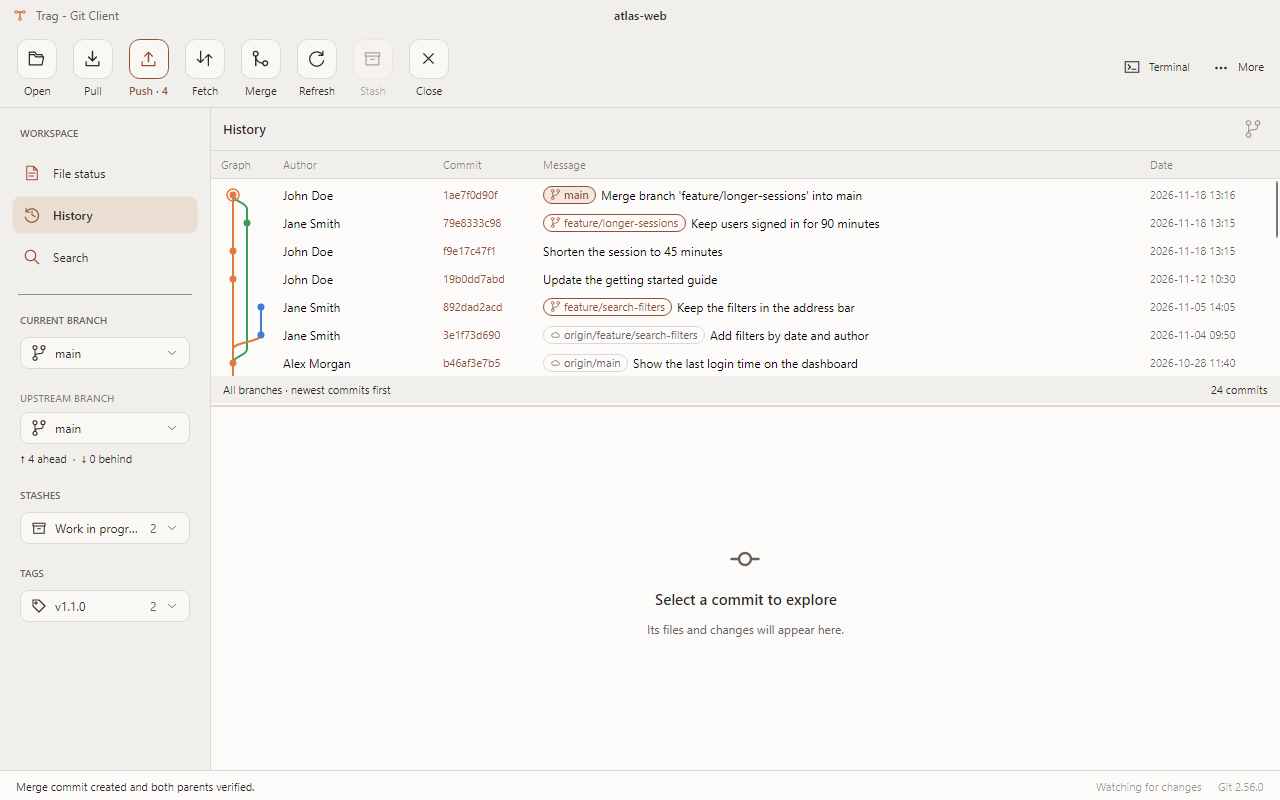 Trag - Git Client
atlas-web
Open
Pull
Push · 4
Fetch
Merge
Refresh
Stash
Close
Terminal
More
WORKSPACE
File status
History
Search
CURRENT BRANCH
main
UPSTREAM BRANCH
main
↑ 4 ahead · ↓ 0 behind
STASHES
Work in progr... 2
TAGS
v1.1.0 2
History
Graph Author Commit Message Date
John Doe 1ae7f0d90f main Merge branch 'feature/longer-sessions' into main 2026-11-18 13:16
Jane Smith 79e8333c98 feature/longer-sessions Keep users signed in for 90 minutes 2026-11-18 13:15
John Doe f9e17c47f1 Shorten the session to 45 minutes 2026-11-18 13:15
John Doe 19b0dd7abd Update the getting started guide 2026-11-12 10:30
Jane Smith 892dad2acd feature/search-filters Keep the filters in the address bar 2026-11-05 14:05
Jane Smith 3e1f73d690 origin/feature/search-filters Add filters by date and author 2026-11-04 09:50
Alex Morgan b46af3e7b5 origin/main Show the last login time on the dashboard 2026-10-28 11:40
All branches · newest commits first 24 commits
Select a commit to explore
Its files and changes will appear here.
Merge commit created and both parents verified.
Watching for changes Git 2.56.0